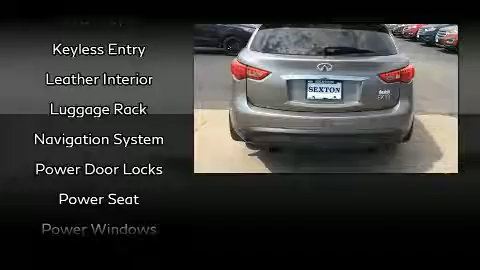 Keyless Entry
Leather Interior
Luggage Rack
Navigation System
Power Door Locks
Power Seat
Power Windows
SEXTON